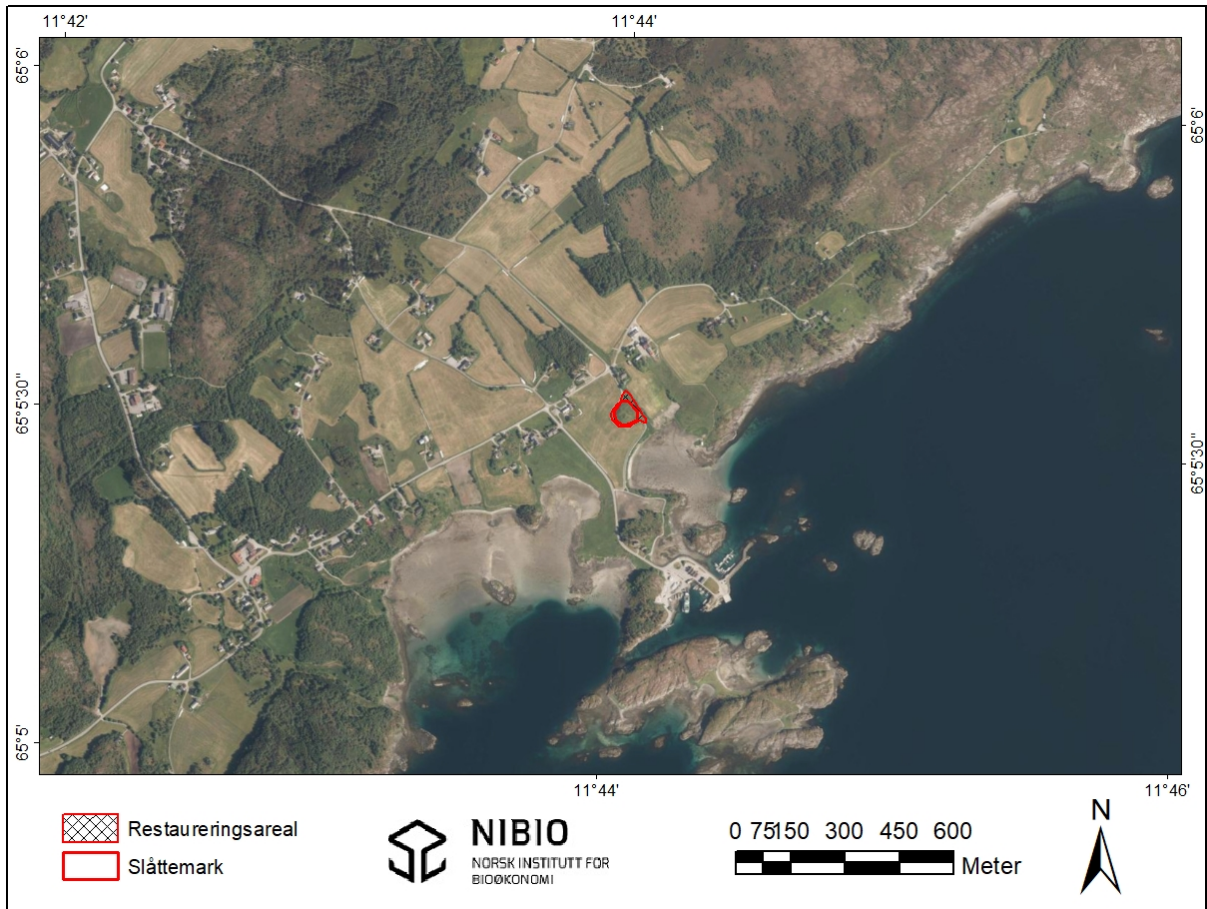 11°42' 11°44'
65°6'
65°6'
65°5'30"
65°5'30"
65°5'
11°44' 11°46'
Restaureringsareal
Slåttemark
NIBIO
NORSK INSTITUTT FOR
BIOØKONOMI
0 75150 300 450 600
Meter
N